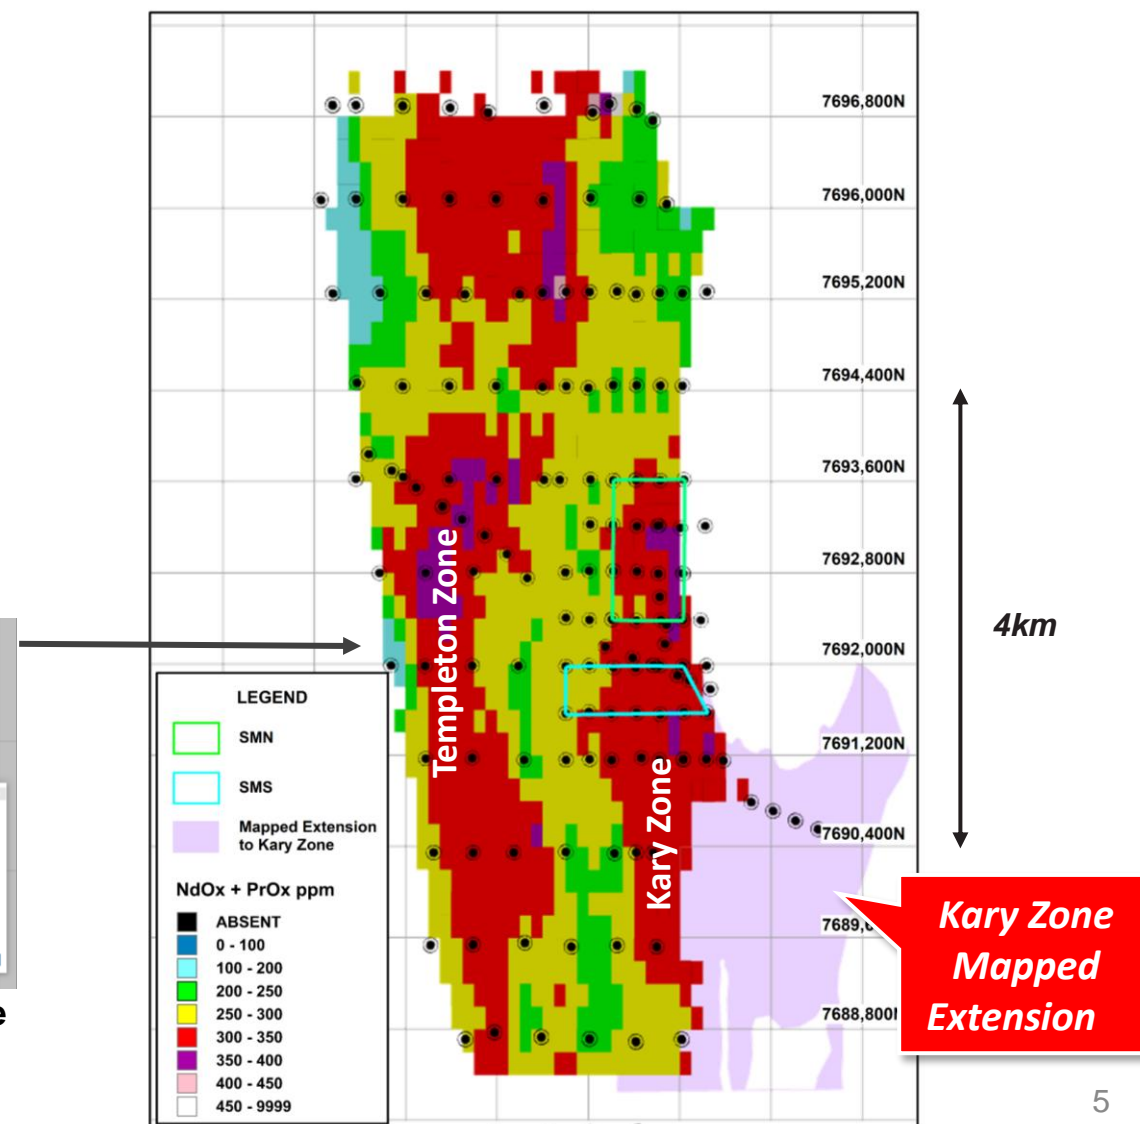 7696,800N
7696,000N
7695,200N
7694,400N
7693,600N
7692,800N
7692,000N
7691,200N
7690,400N
7688,800
4km
Templeton Zone
Kary Zone
LEGEND
SMN
SMS
Mapped Extension
to Kary Zone
NdOx + PrOx ppm
ABSENT
0 - 100
100 - 200
200 - 250
250 - 300
300 - 350
350 - 400
400 - 450
450 - 9999
Kary Zone
Mapped
Extension
e
5